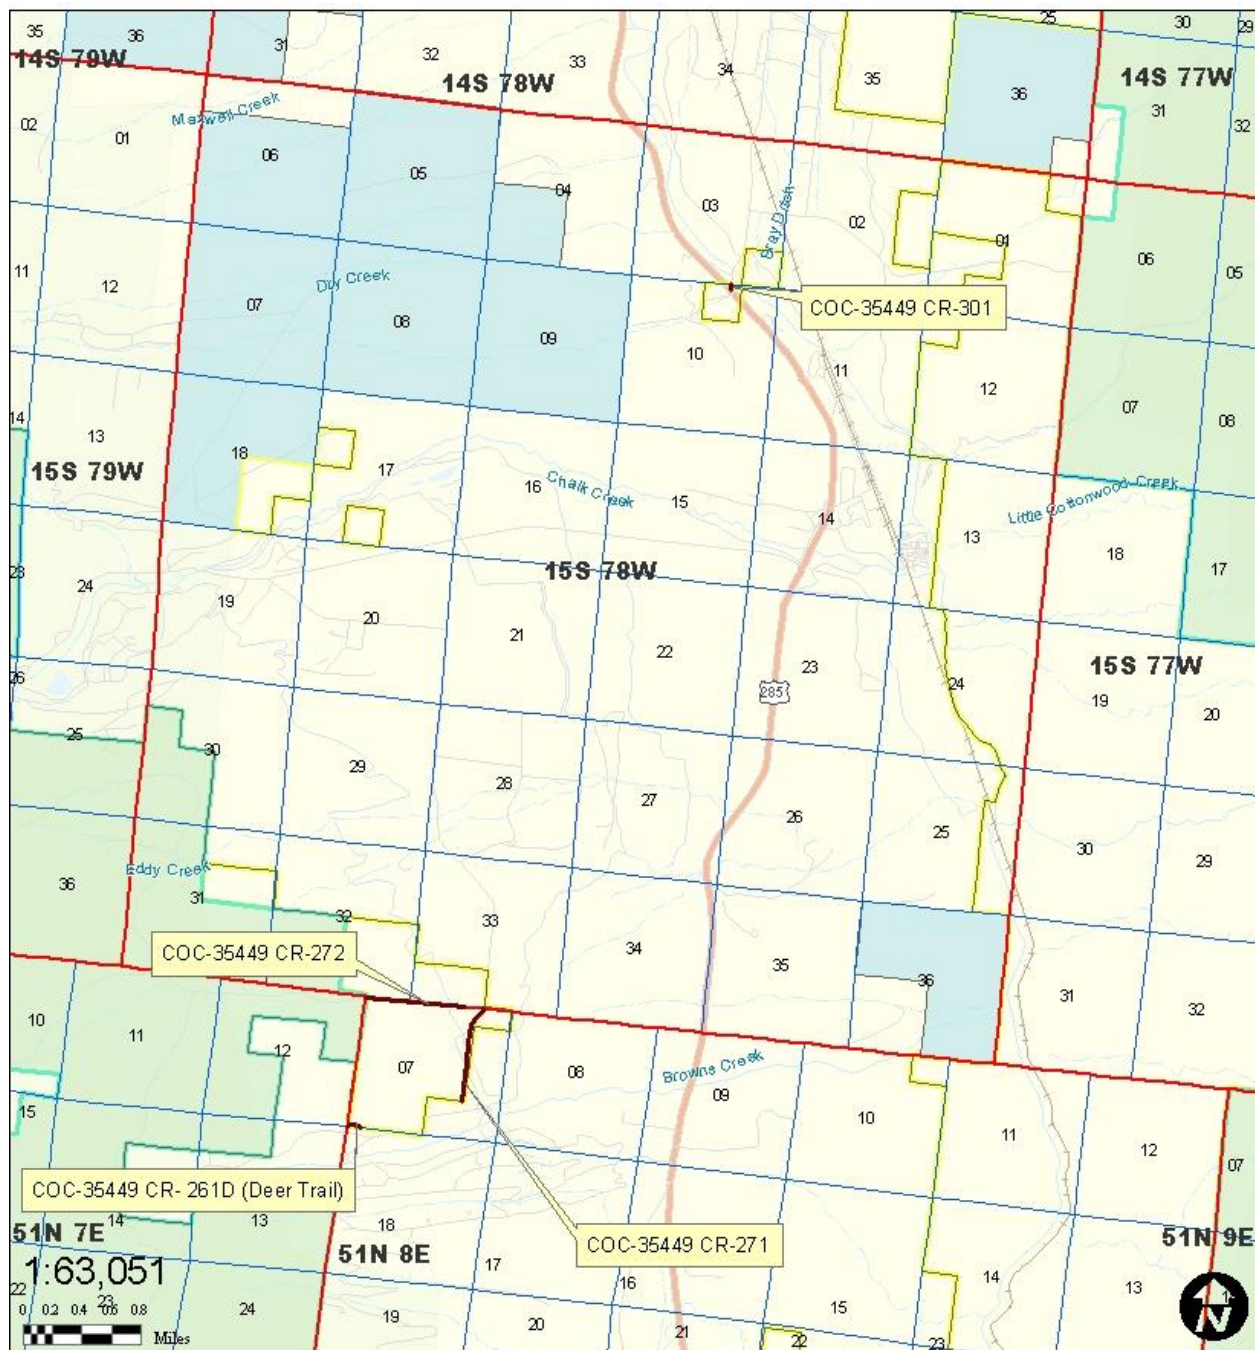 35 36 31 32 33 34 35 25 36 30 29
14S 79W 14S 78W 14S 77W
31 32
02 01 Maxwell Creek 06 05 04 03 02 01 06 05
Bray Ditch
11 12 Dry Creek 07 08 09 10 11 12 07 08
COC-35449 CR-301
14 13 18 17 16 Chalk Creek 15 14 13 18 17
15S 79W
Little Cottonwood Creek
15S 78W
24 19 20 21 22 23 24 19 20
15S 77W
285
26 25 30 29 28 27 26 25 30 29
36 Eddy Creek 31 32 33 34 35 36 31 32
COC-35449 CR-272
10 11 12 07 08 Browns Creek 09 10 11 12 07
15
COC-35449 CR- 261D (Deer Trail)
14 13 18 17 16 15 14 13
COC-35449 CR-271
51N 7E 51N 8E 51N 9E
1:63,051
22 23 24 19 20 21 22 23
0 0.2 0.4 0.6 0.8
Miles
N